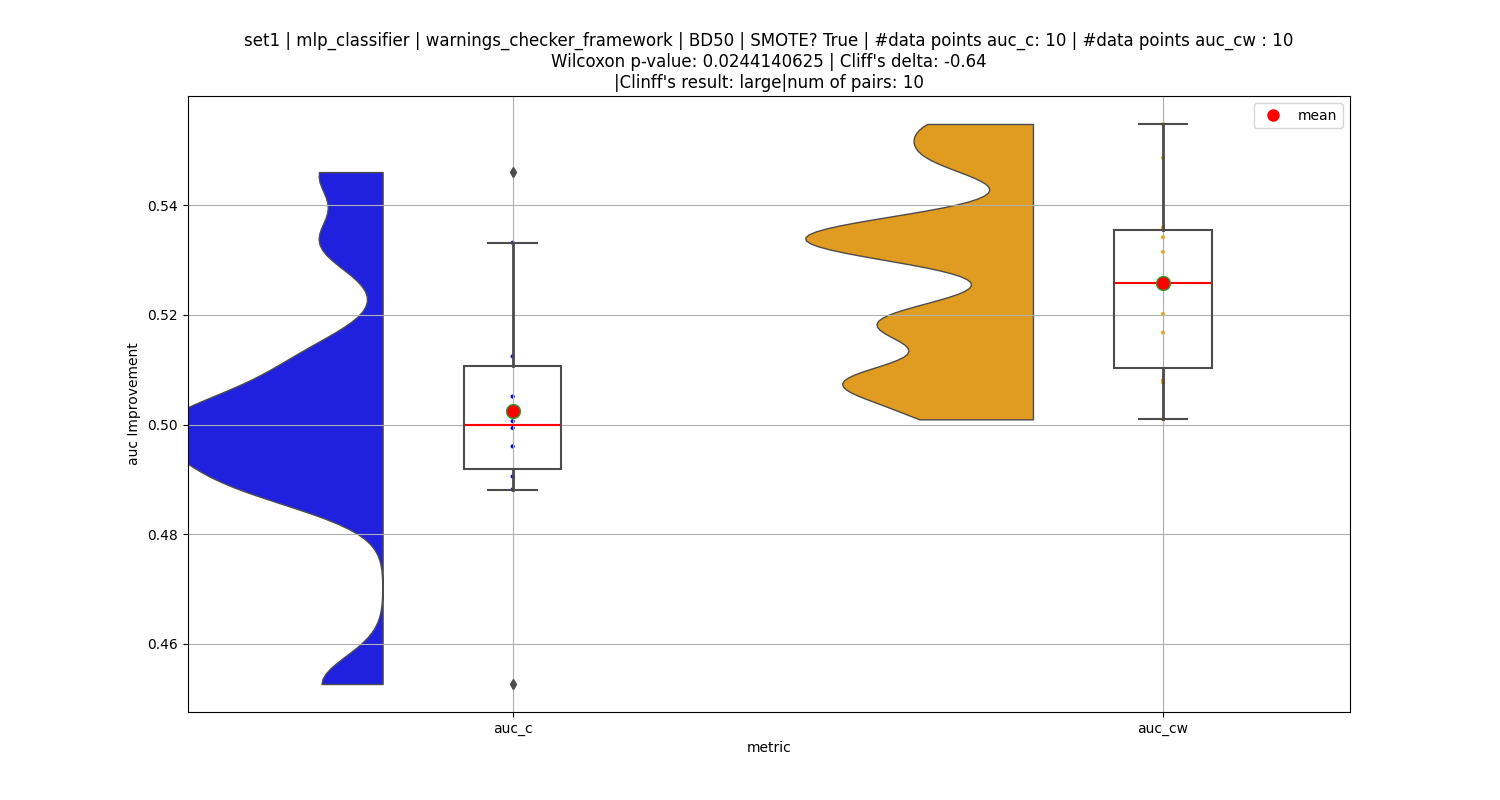 set1 | mlp_classifier | warnings_checker_framework | BD50 | SMOTE? True | #data points auc_c: 10 | #data points auc_cw : 10
Wilcoxon p-value: 0.0244140625 | Cliff's delta: -0.64
|Clinff's result: large|num of pairs: 10
mean
0.54
0.52
0.50
0.48
0.46
auc Improvement
auc_c
auc_cw
metric